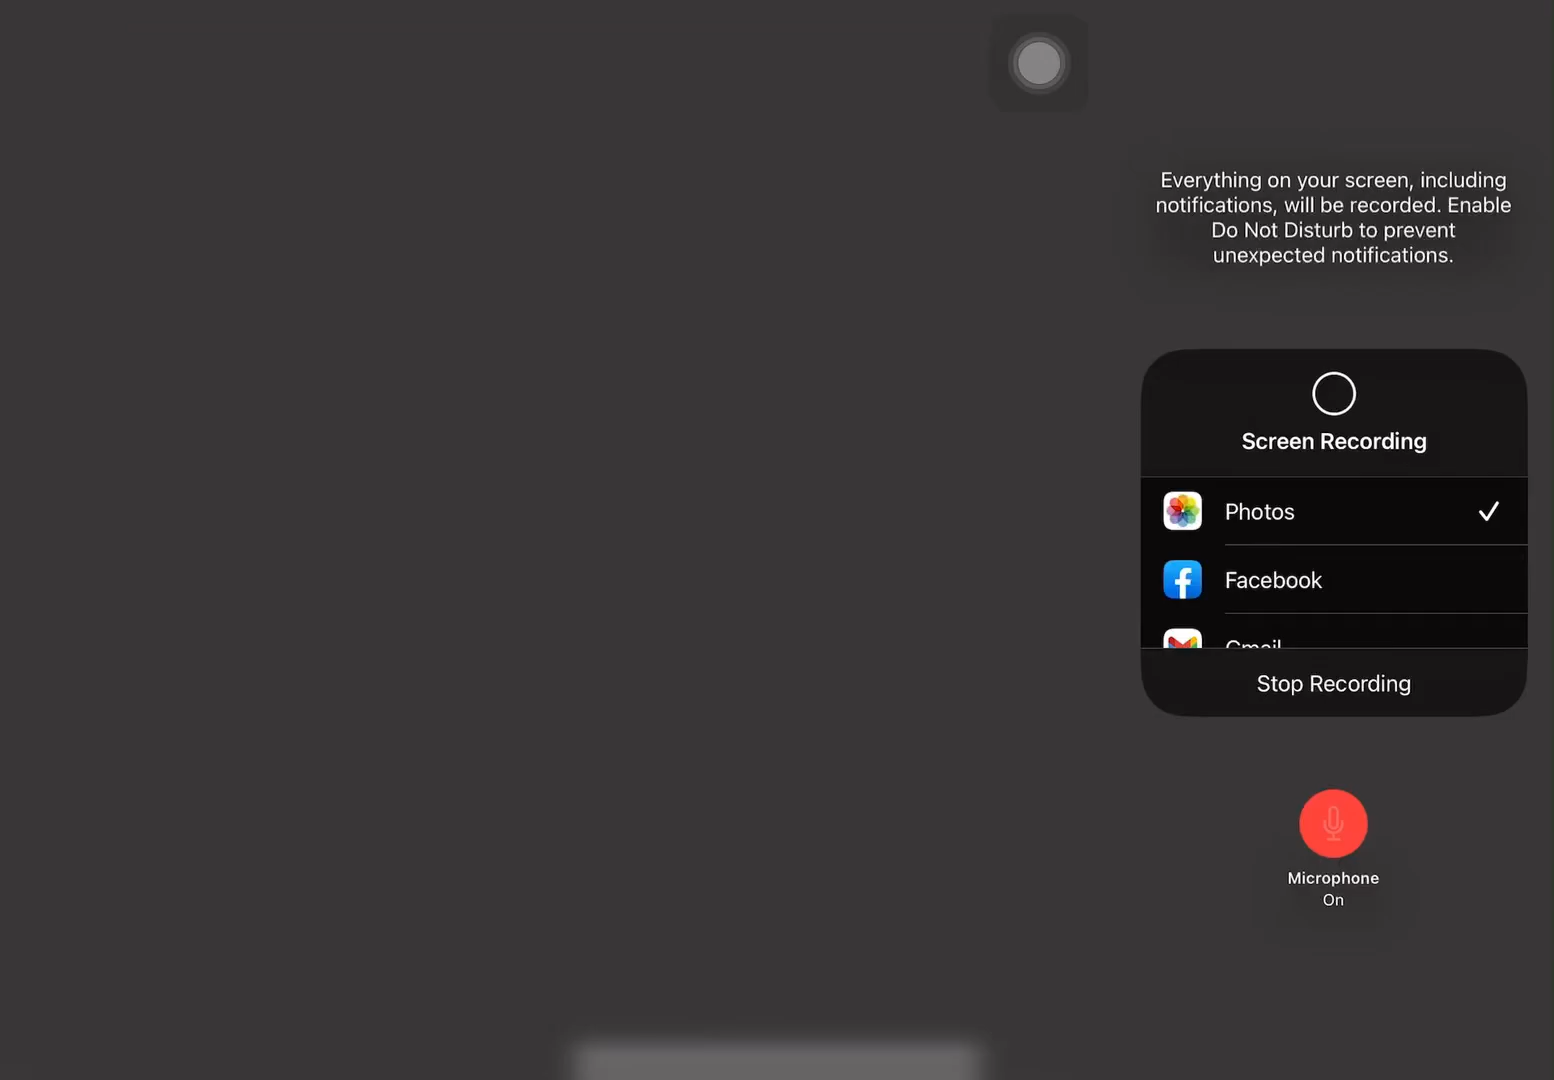 Everything on your screen, including
notifications, will be recorded. Enable
Do Not Disturb to prevent
unexpected notifications.
Screen Recording
Photos
Facebook
Gmail
Stop Recording
Microphone
On